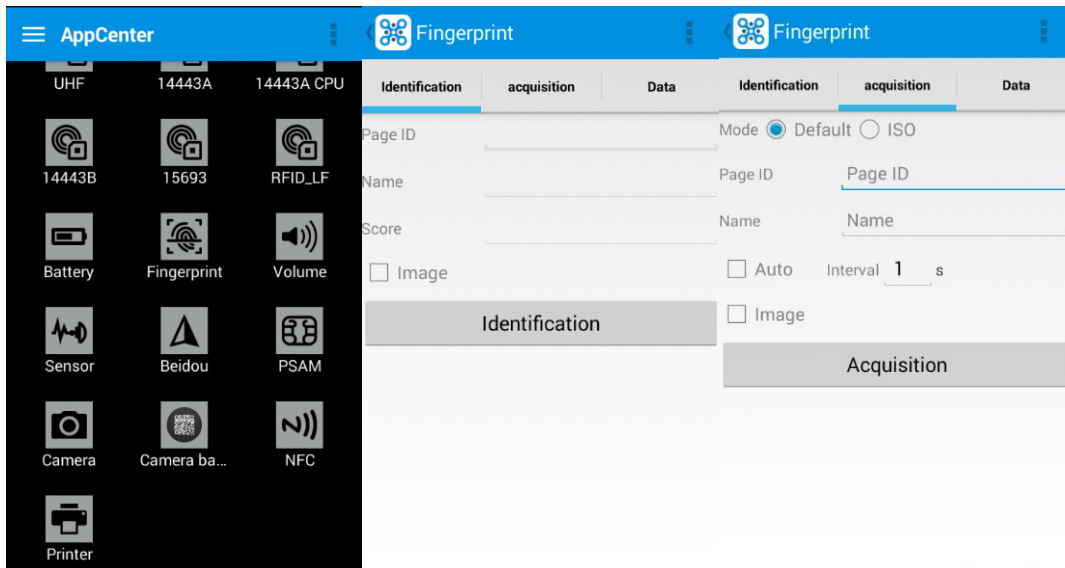 AppCenter
UHF 14443A 14443A CPU
14443B 15693 RFID_LF
Battery Fingerprint Volume
Sensor Beidou PSAM
Camera Camera ba... NFC
Printer
Fingerprint
Identification acquisition Data
Page ID
Name
Score
Image
Identification
Fingerprint
Identification acquisition Data
Mode Default ISO
Page ID Page ID
Name Name
Auto Interval 1 s
Image
Acquisition